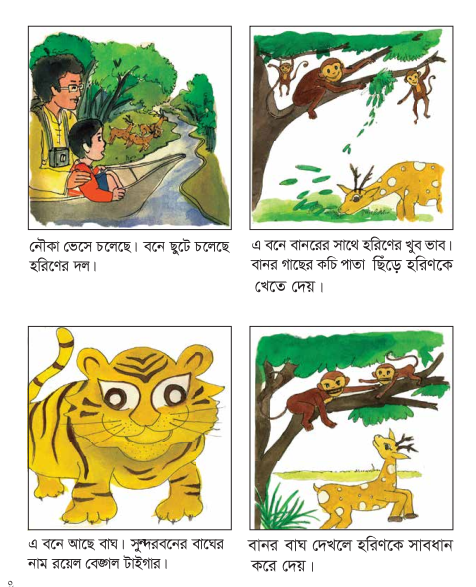 নৌকা ভেসে চলেছে। বনে ছুটে চলেছে
হরিণের দল।
এ বনে বানরের সাথে হরিণের খুব ভাব।
বানর গাছের কচি পাতা ছিঁড়ে হরিণকে
খেতে দেয়।
এ বনে আছে বাঘ। সুন্দরবনের বাঘের
নাম রয়েল বেঙ্গল টাইগার।
বানর বাঘ দেখলে হরিণকে সাবধান
করে দেয়।